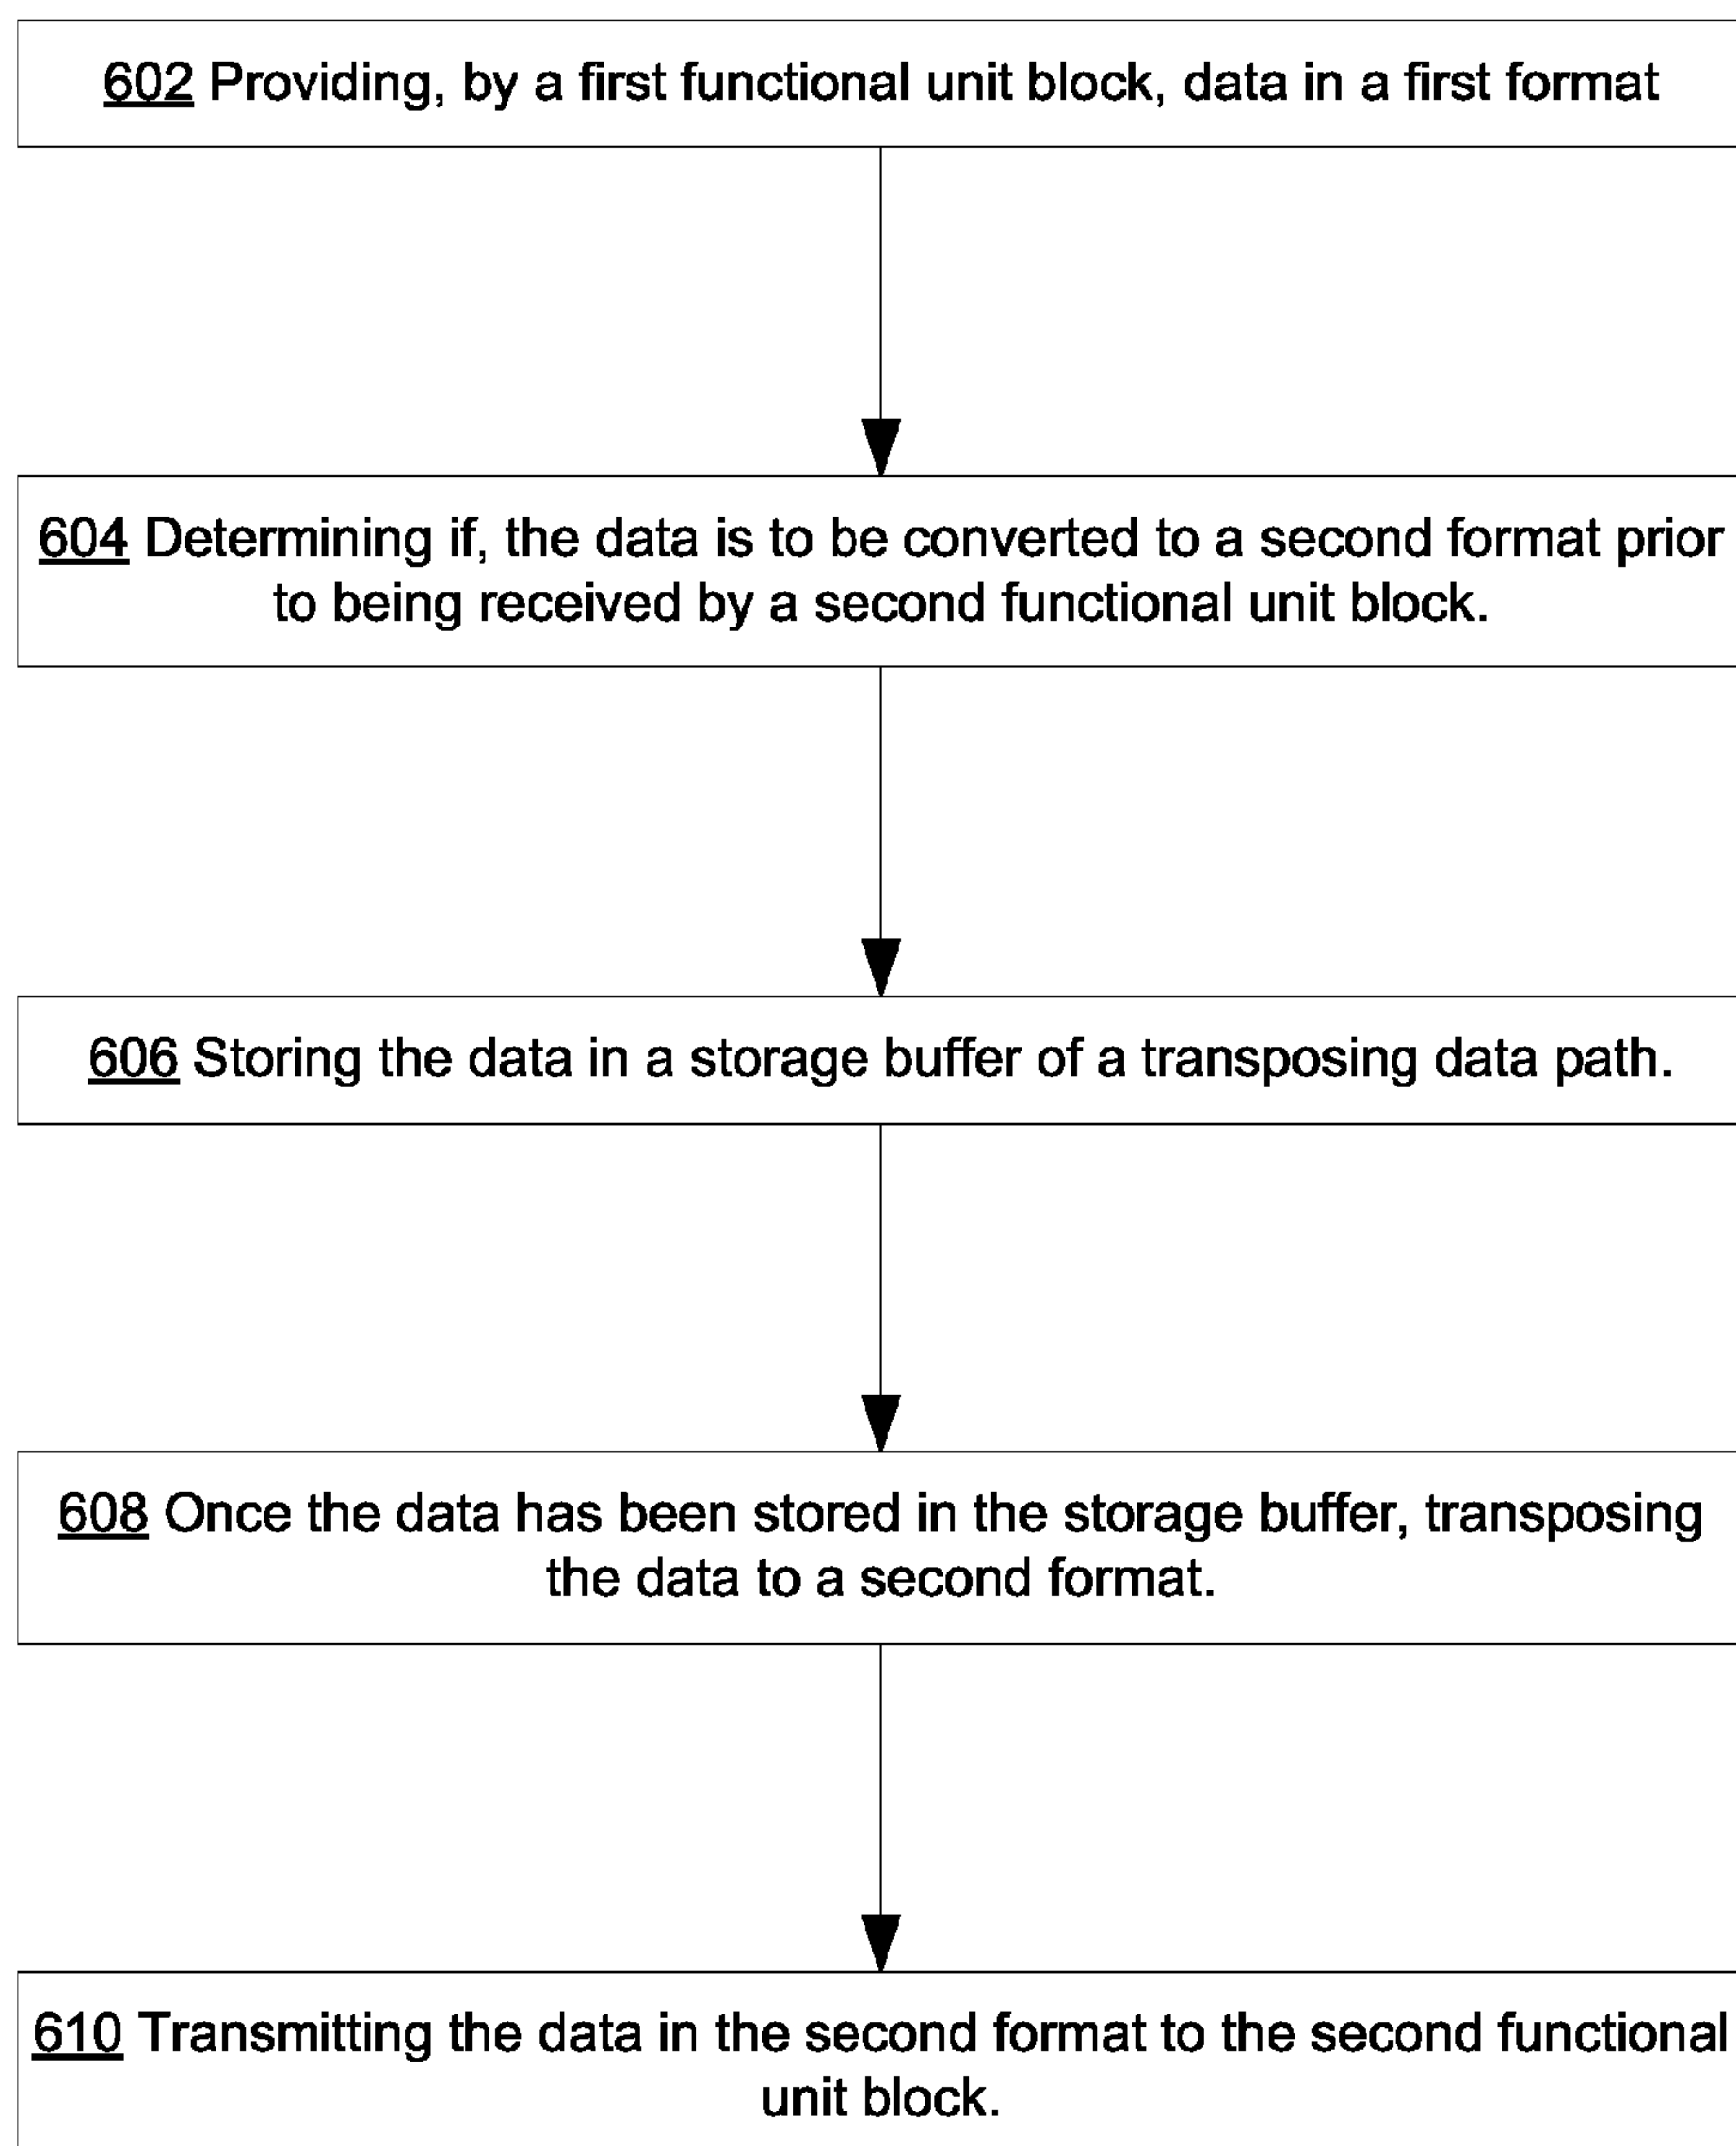 602 Providing, by a first functional unit block, data in a first format
604 Determining if, the data is to be converted to a second format prior
to being received by a second functional unit block.
606 Storing the data in a storage buffer of a transposing data path.
608 Once the data has been stored in the storage buffer, transposing
the data to a second format.
610 Transmitting the data in the second format to the second functional
unit block.